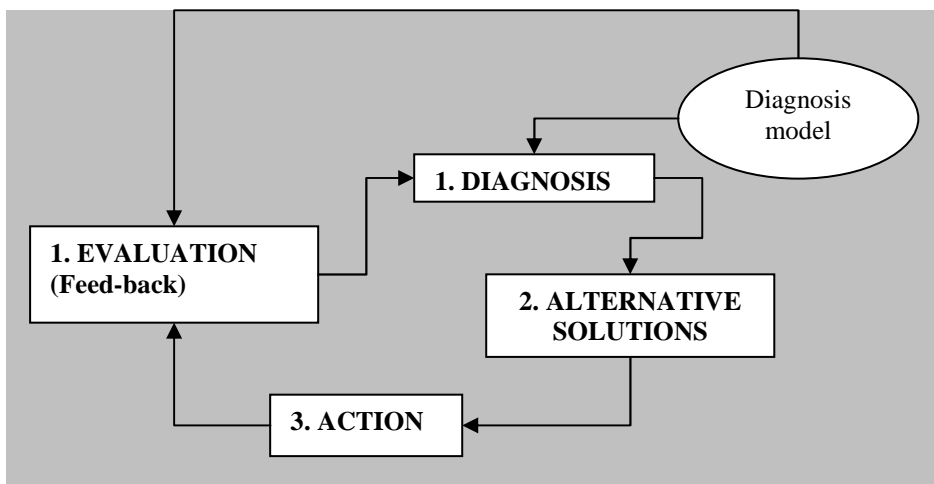 Diagnosis
model
1. DIAGNOSIS
1. EVALUATION
(Feed-back)
2. ALTERNATIVE
SOLUTIONS
3. ACTION